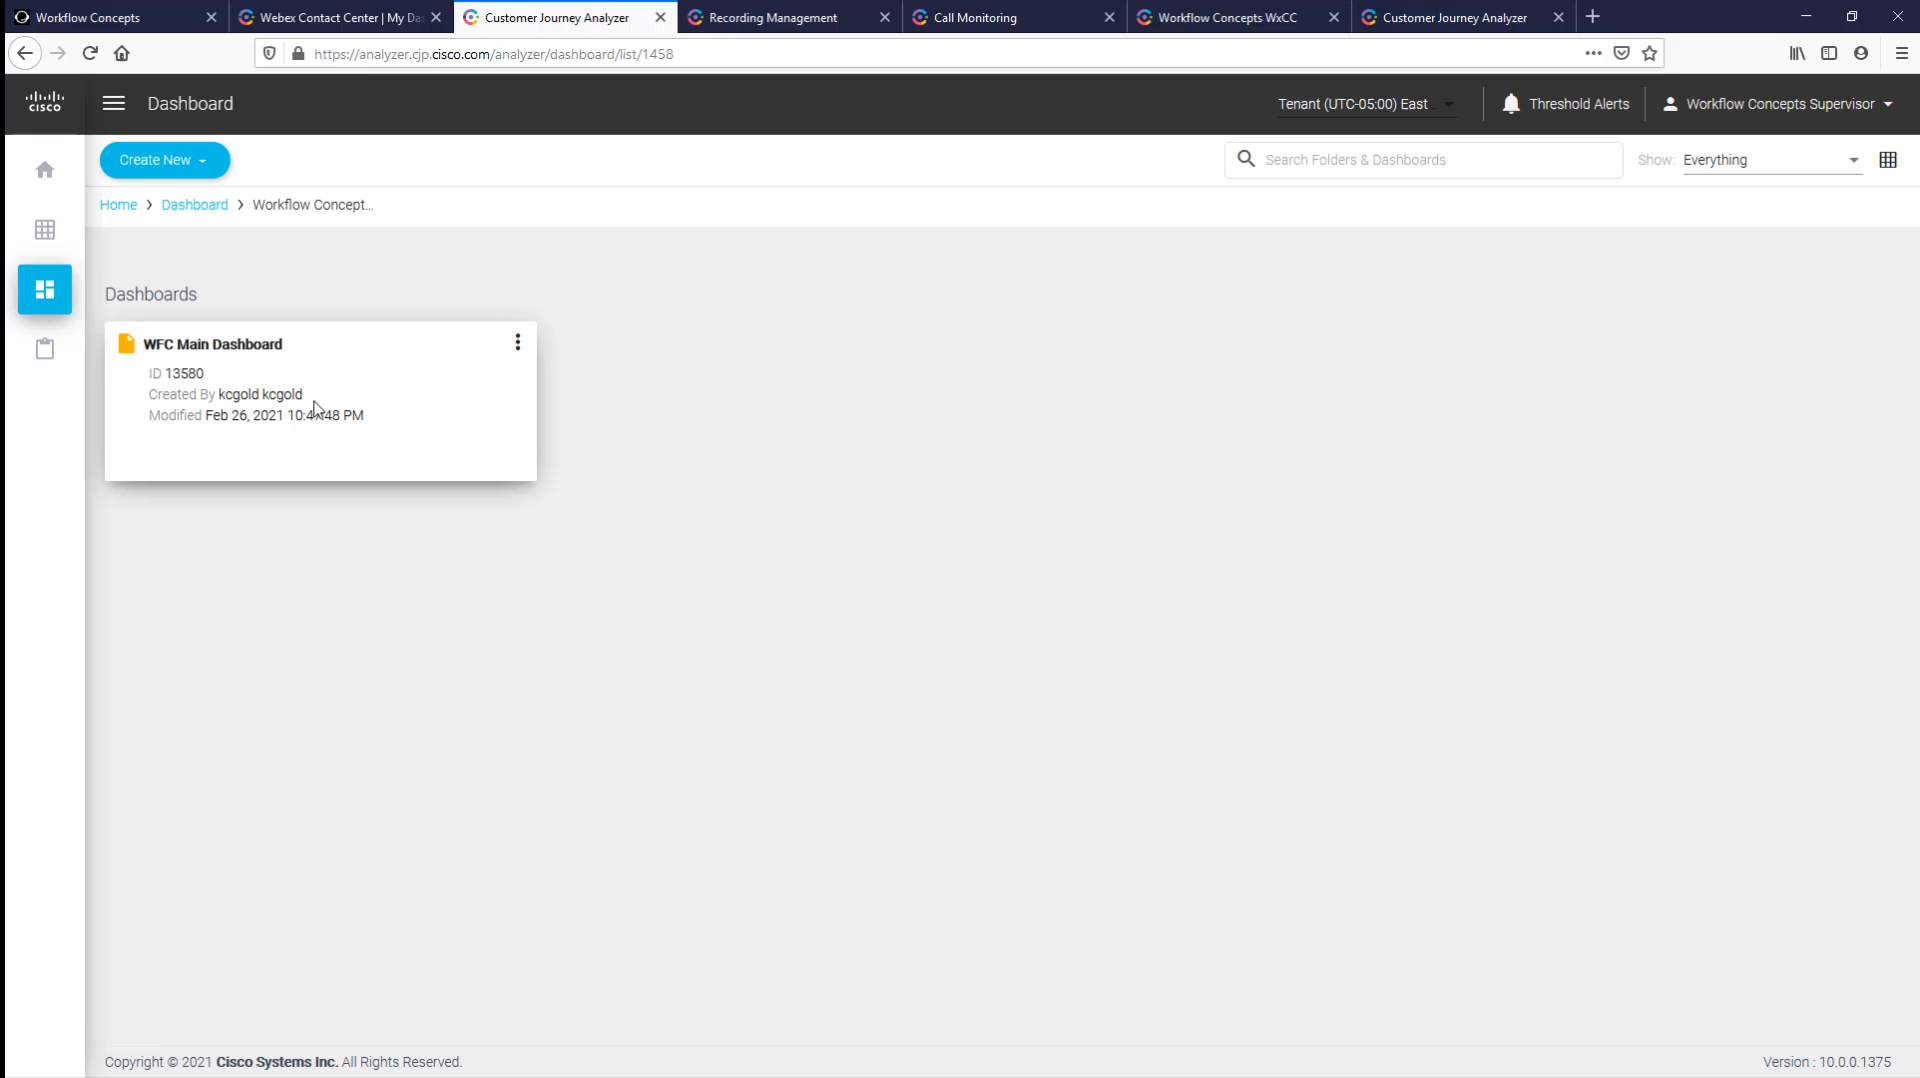 Workflow Concepts
Webex Contact Center | My Da
Customer Journey Analyzer
Recording Management
Call Monitoring
Workflow Concepts WxCC
Customer Journey Analyzer
https://analyzer.cjp.cisco.com/analyzer/dashboard/list/1458
cisco
Dashboard
Tenant (UTC-05:00) East
Threshold Alerts
Workflow Concepts Supervisor
Create New
Search Folders & Dashboards
Show: Everything
Home > Dashboard > Workflow Concept...
Dashboards
WFC Main Dashboard
ID 13580
Created By kcgold kcgold
Modified Feb 26, 2021 PM
Copyright © 2021 Cisco Systems Inc. All Rights Reserved.
Version : 10.0.0.1375